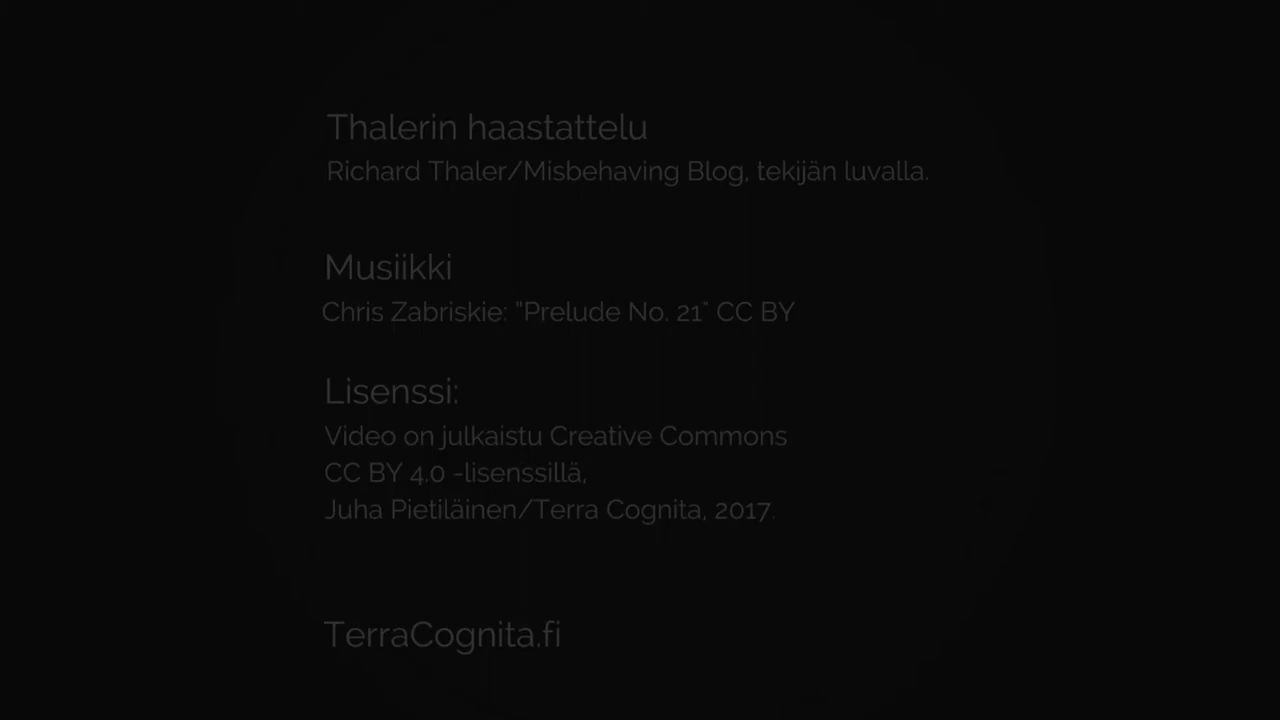 Thalerin haastattelu
Richard Thaler/Misbehaving Blog, tekijän luvalla.
Musiikki
Chris Zabriskie: "Prelude No. 21" CC BY
Lisenssi:
Video on julkaistu Creative Commons
CC BY 4.0 -lisenssillä,
Juha Pietiläinen/Terra Cognita, 2017.
TerraCognita.fi